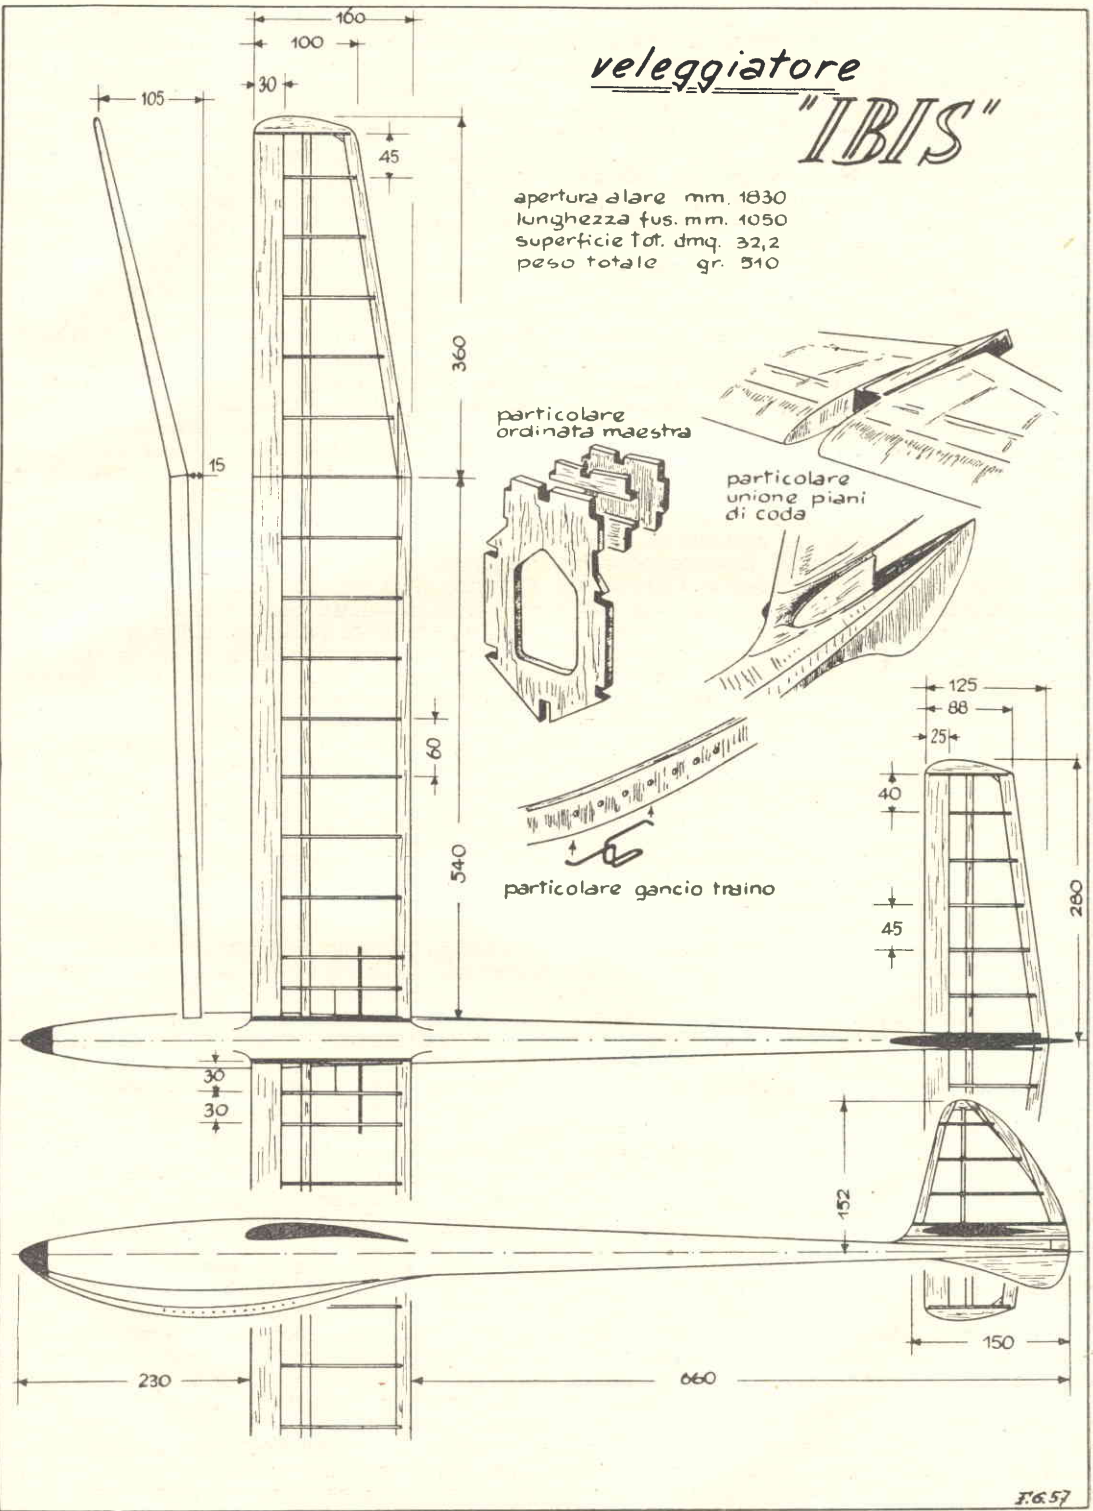 veleggiatore
"IBIS"
apertura alare mm. 1830
lunghezza fus. mm. 1050
superficie tot. dmq. 32,2
peso totale gr. 510
160
100
30
105
45
360
15
particolare
ordinata maestra
particolare
unione piani
di coda
60
540
particolare gancio traino
125
88
25
40
45
280
30
30
152
150
230
660
F.G.57